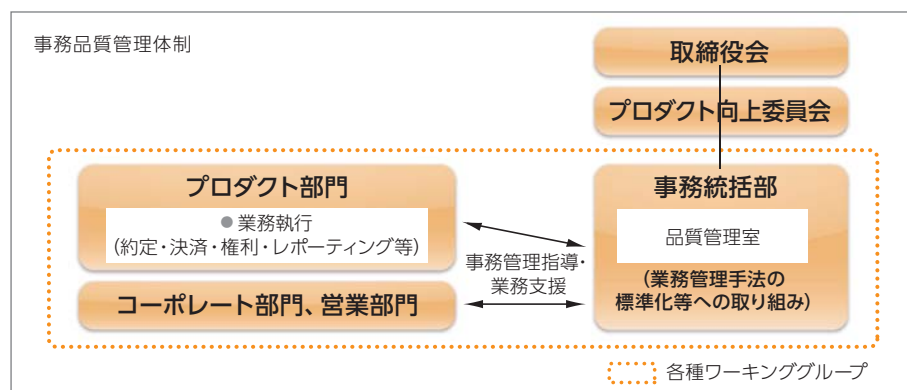 事務品質管理体制
取締役会
プロダクト向上委員会
プロダクト部門
●業務執行
(約定・決済・権利・レポーティング等)
コーポレート部門、営業部門
事務管理指導・
業務支援
事務統括部
品質管理室
(業務管理手法の
標準化等への取り組み)
各種ワーキンググループ